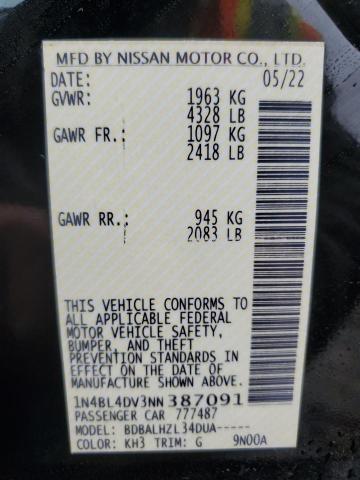 MFD BY NISSAN MOTOR CO., LTD.
DATE: 05/22
GVWR: 1963 KG
4328 LB
GAWR FR: 1097 KG
2418 LB
GAWR RR: 945 KG
2083 LB
THIS VEHICLE CONFORMS TO
ALL APPLICABLE FEDERAL
MOTOR VEHICLE SAFETY,
BUMPER, AND THEFT
PREVENTION STANDARDS IN
EFFECT ON THE DATE OF
MANUFACTURE SHOWN ABOVE.
1N4BL4DV3NN387091
PASSENGER CAR 777487
MODEL: BDBALHZL34DUA-----
COLOR: KH3 TRIM: G 9N00A